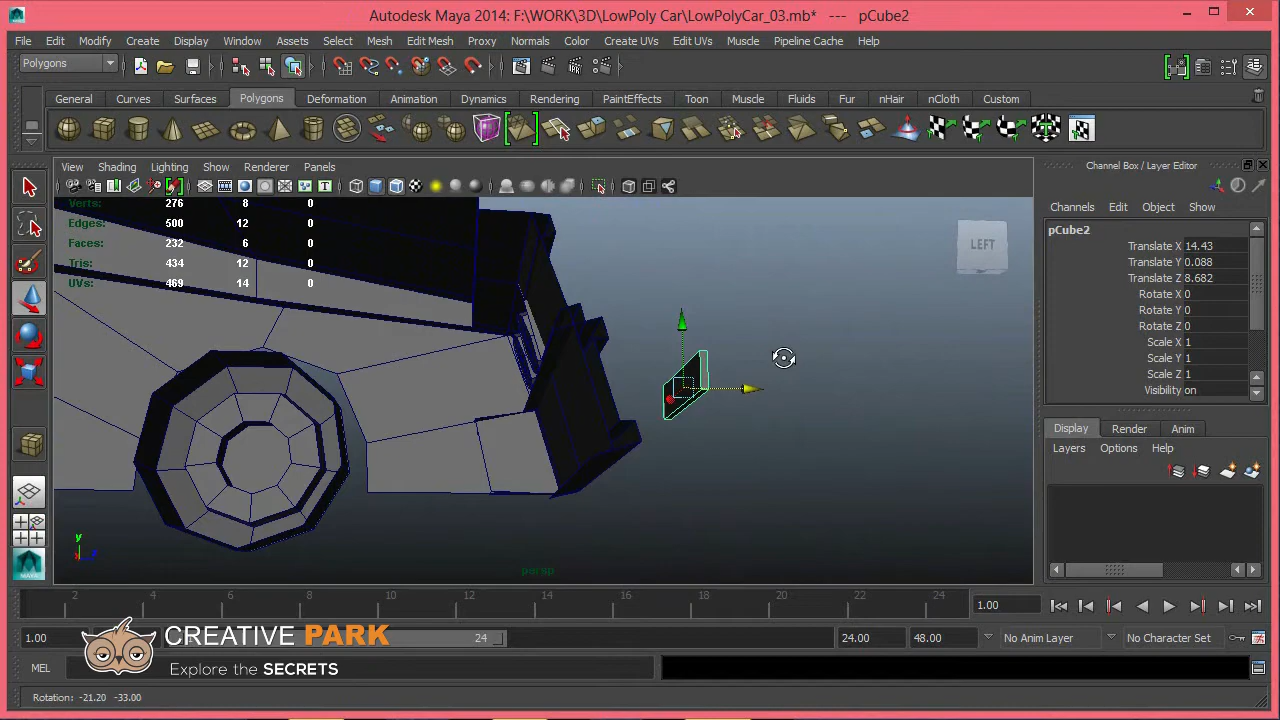 Autodesk Maya 2014: F:\WORK\3D\LowPoly Car\LowPolyCar_03.mb* --- pCube2
File Edit Modify Create Display Window Assets Select Mesh Edit Mesh Proxy Normals Color Create UVs Edit UVs Muscle Pipeline Cache Help
Polygons
General Curves Surfaces Polygons Deformation Animation Dynamics Rendering PaintEffects Toon Muscle Fluids Fur nHair nCloth Custom
View Shading Lighting Show Renderer Panels
Channel Box / Layer Editor
Channels Edit Object Show
Verts: 276 8 0
Edges: 500 12 0
Faces: 232 6 0
Tris: 434 12 0
UVs: 469 14 0
LEFT
pCube2
Translate X 14.43
Translate Y 0.088
Translate Z 8.682
Rotate X 0
Rotate Y 0
Rotate Z 0
Scale X 1
Scale Y 1
Scale Z 1
Visibility on
Display Render Anim
Layers Options Help
y
x
persp
2 4 6 8 10 12 14 16 18 20 22 24
1.00
1.00
24
24.00
48.00
No Anim Layer
No Character Set
CREATIVE PARK
Explore the SECRETS
MEL
Rotation: -21.20 -33.00